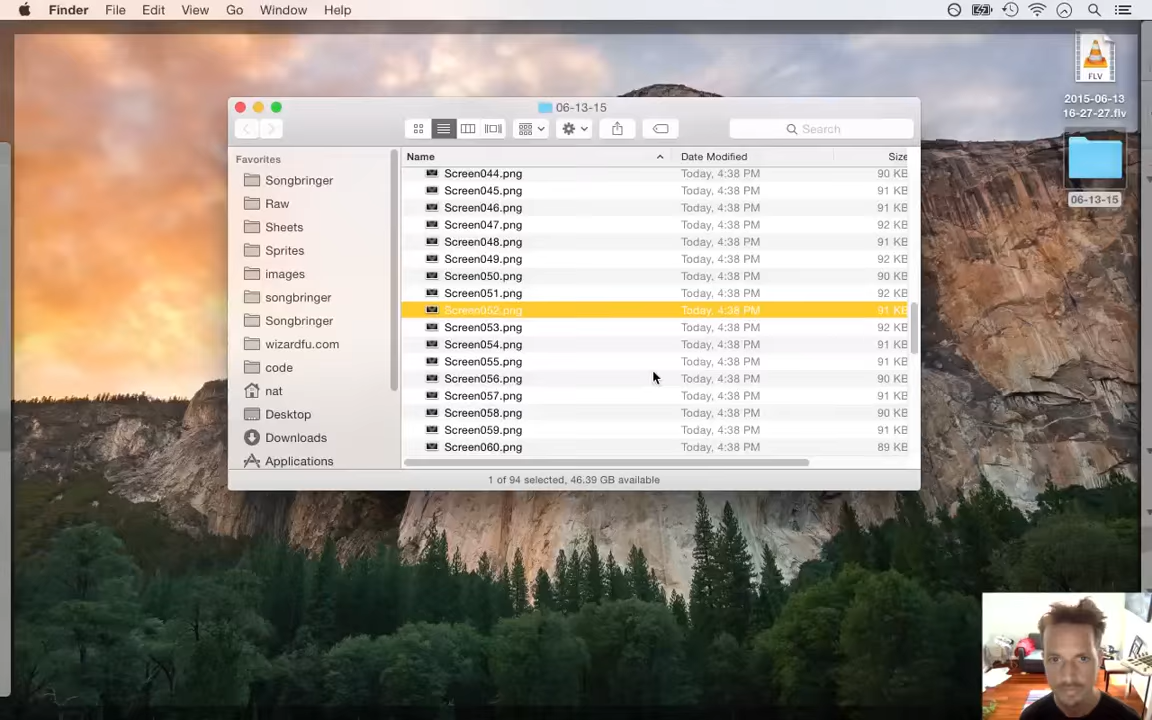 Finder File Edit View Go Window Help
FLV
2015-06-13
16-27-27.flv
06-13-15
06-13-15
Search
Favorites
Songbringer
Raw
Sheets
Sprites
images
songbringer
Songbringer
wizardfu.com
code
nat
Desktop
Downloads
Applications
Name Date Modified Size
Screen044.png Today, 4:38 PM 90 KB
Screen045.png Today, 4:38 PM 91 KB
Screen046.png Today, 4:38 PM 91 KB
Screen047.png Today, 4:38 PM 92 KB
Screen048.png Today, 4:38 PM 91 KB
Screen049.png Today, 4:38 PM 92 KB
Screen050.png Today, 4:38 PM 90 KB
Screen051.png Today, 4:38 PM 92 KB
Screen052.png Today, 4:38 PM 91 KB
Screen053.png Today, 4:38 PM 92 KB
Screen054.png Today, 4:38 PM 91 KB
Screen055.png Today, 4:38 PM 91 KB
Screen056.png Today, 4:38 PM 90 KB
Screen057.png Today, 4:38 PM 91 KB
Screen058.png Today, 4:38 PM 90 KB
Screen059.png Today, 4:38 PM 91 KB
Screen060.png Today, 4:38 PM 89 KB
1 of 94 selected, 46.39 GB available